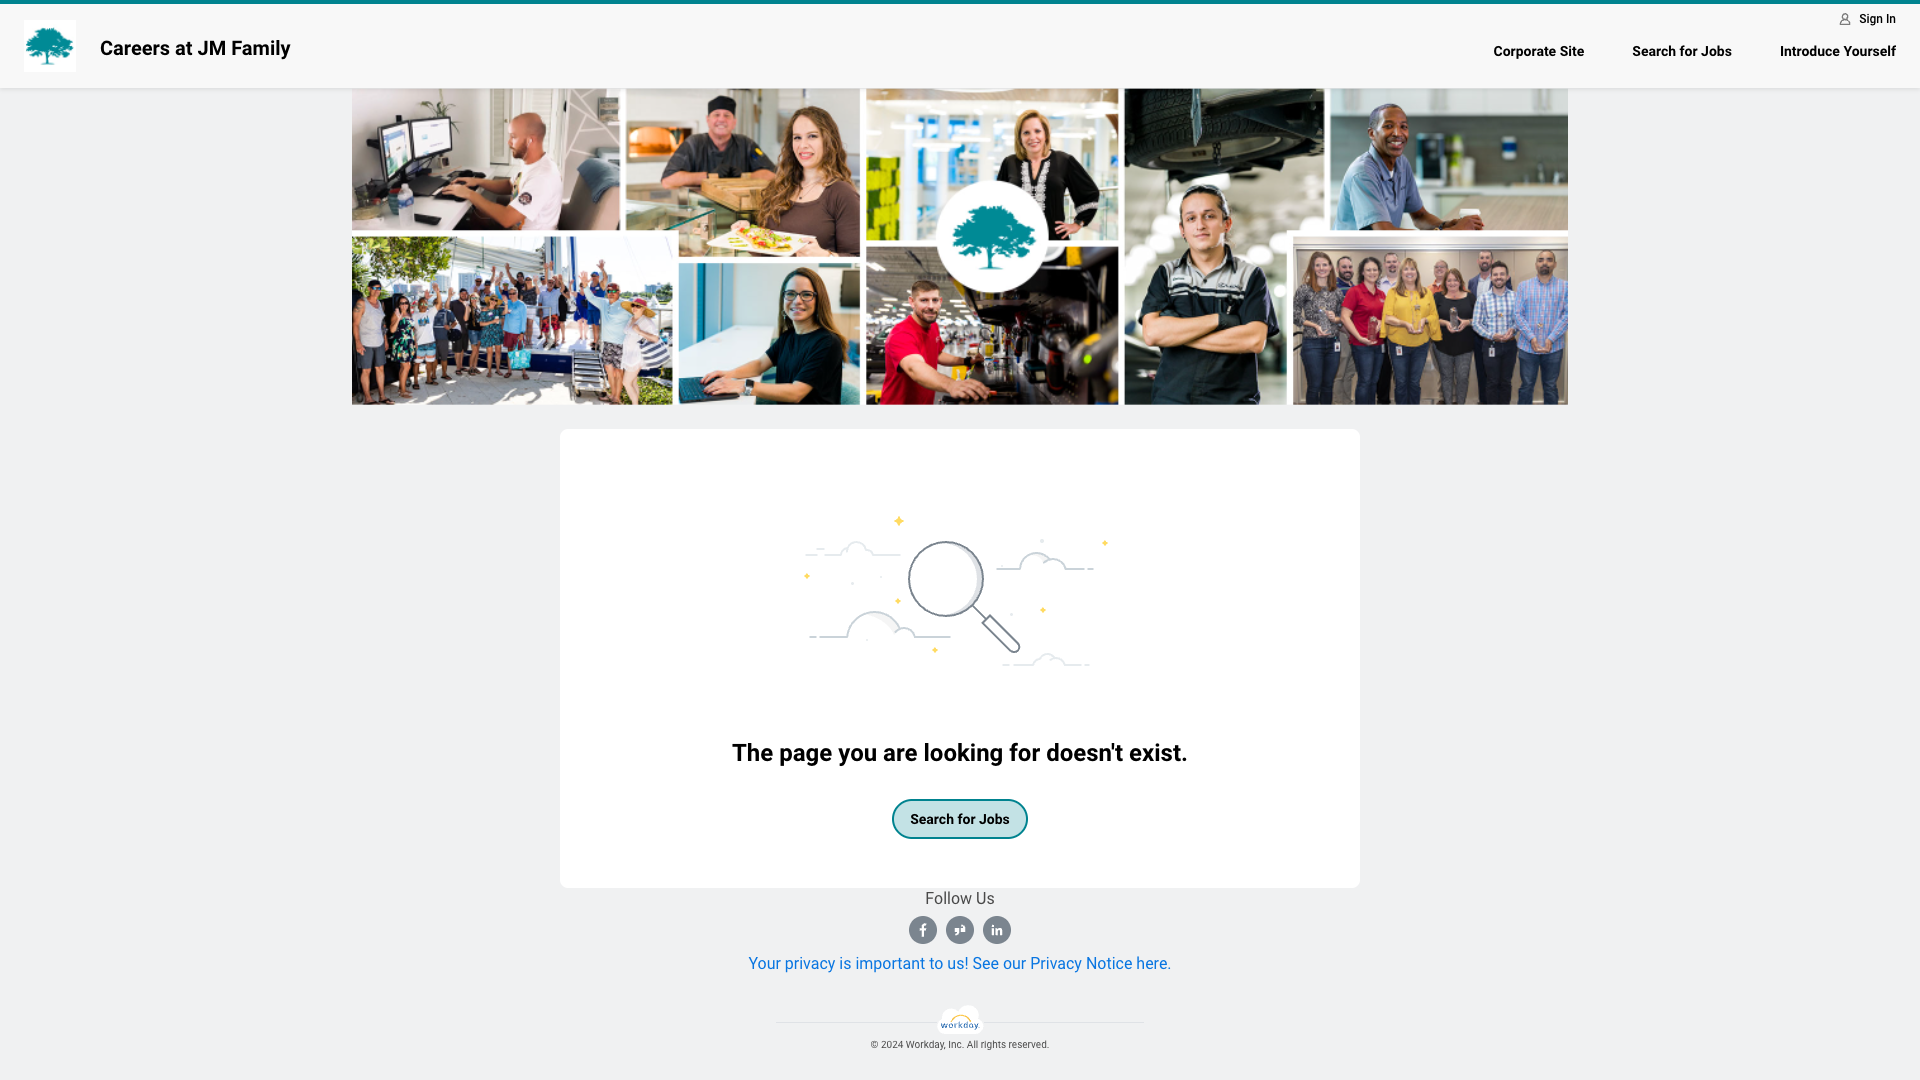 Sign In
Careers at JM Family
Corporate Site
Search for Jobs
Introduce Yourself
The page you are looking for doesn't exist.
Search for Jobs
Follow Us
Your privacy is important to us! See our Privacy Notice here.
workday
© 2024 Workday, Inc. All rights reserved.